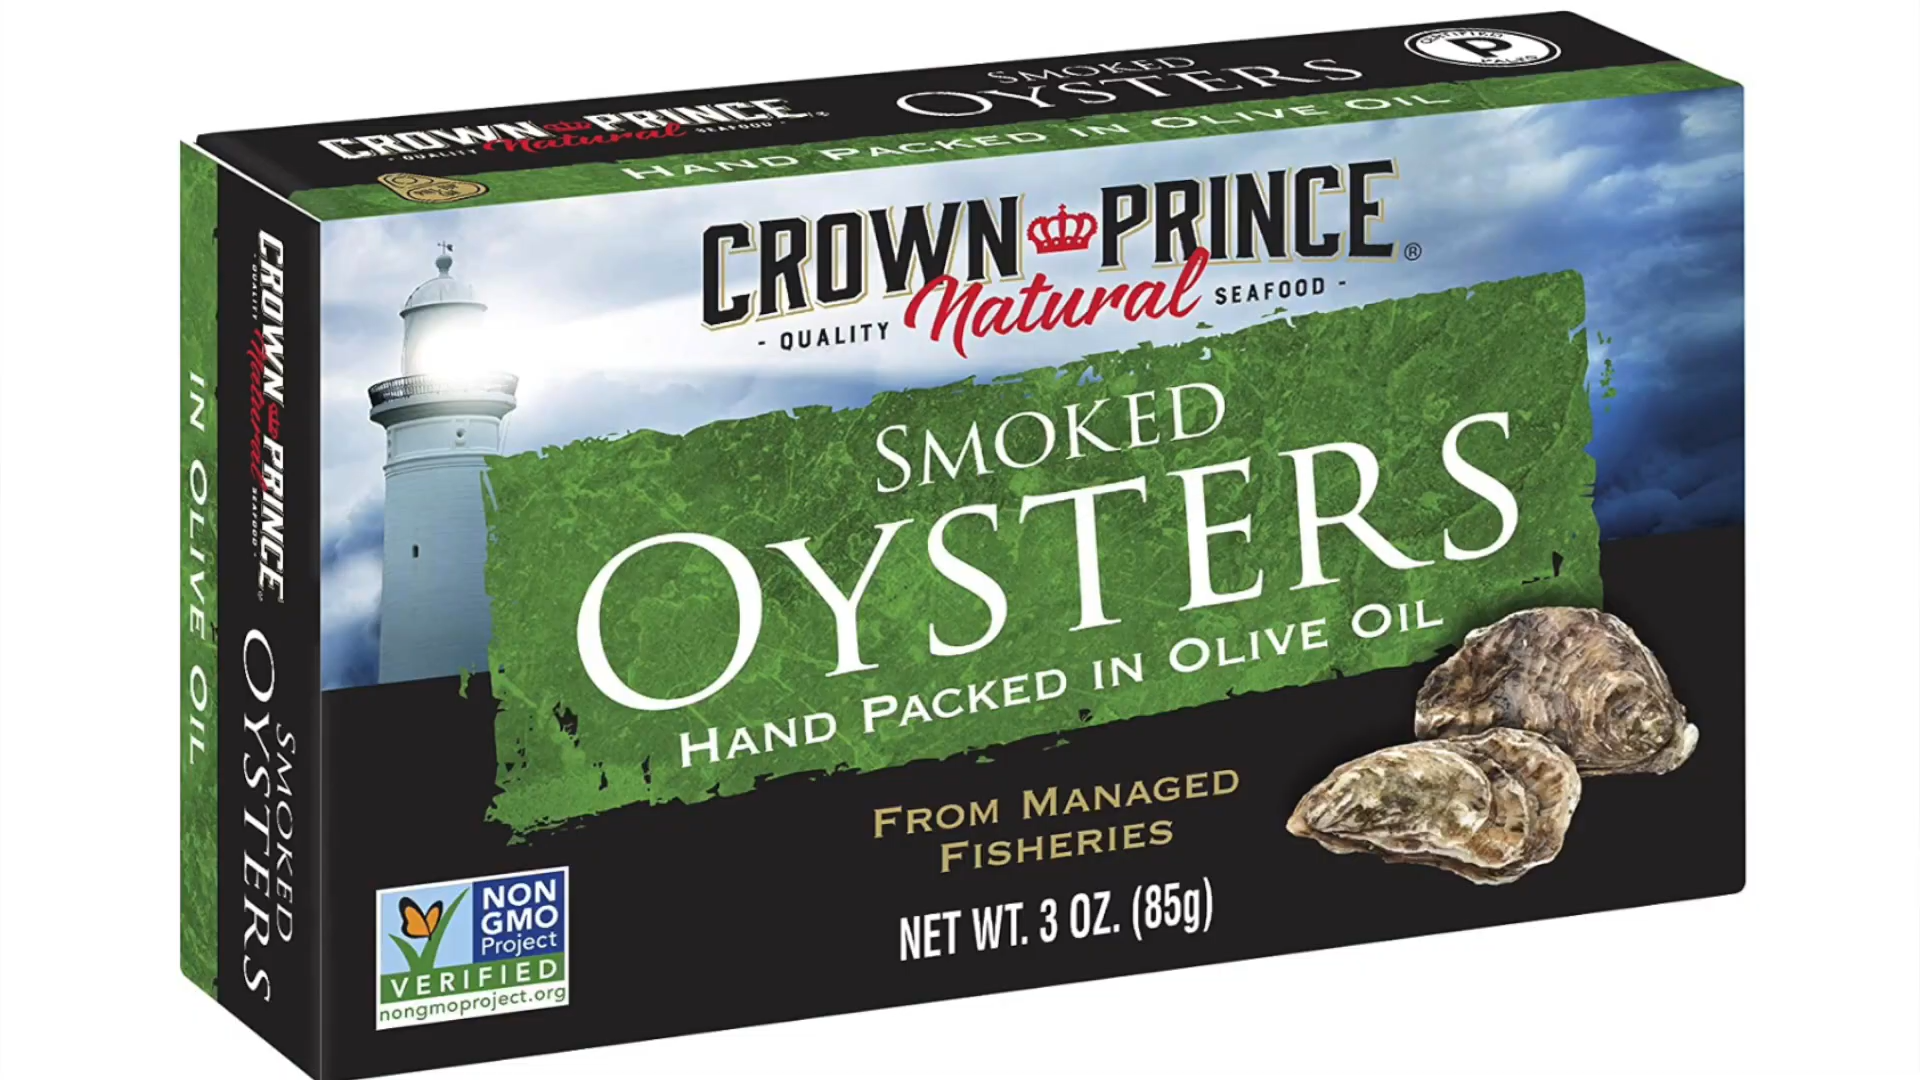 CROWN PRINCE
- QUALITY Natural SEAFOOD -
SMOKED
OYSTERS
CERTIFIED
P
PALEO
HAND PACKED IN OLIVE OIL
CROWN PRINCE®
- QUALITY Natural SEAFOOD -
SMOKED
OYSTERS
HAND PACKED IN OLIVE OIL
FROM MANAGED
FISHERIES
NET WT. 3 OZ. (85g)
NON
GMO
Project
VERIFIED
nongmoproject.org
CROWN PRINCE
- QUALITY Natural SEAFOOD -
SMOKED
OYSTERS
IN OLIVE OIL